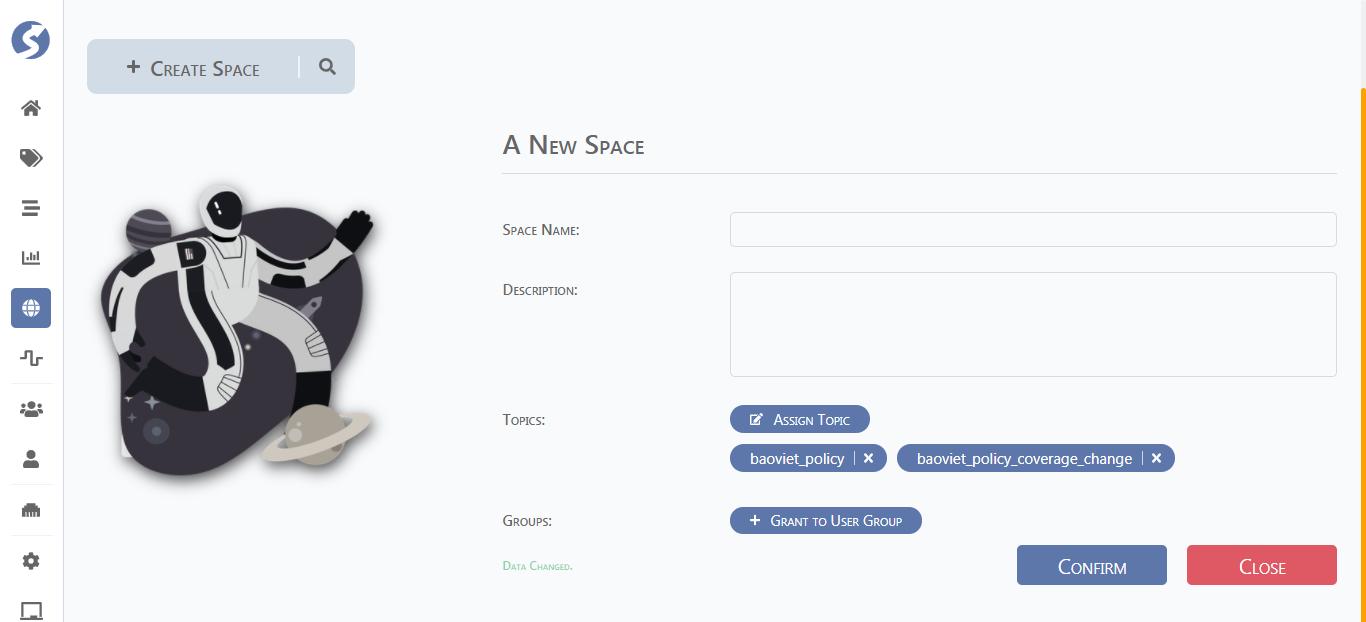 Create Space
A New Space
Space Name:
Description:
Topics:
Assign Topic
baoviet_policy
baoviet_policy_coverage_change
Groups:
Grant to User Group
Data Changed.
Confirm
Close